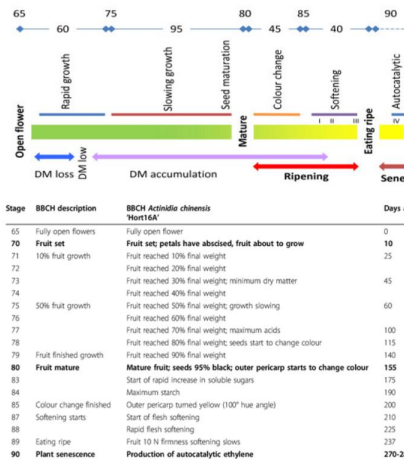 65 75 80 85 90
60 95 45 40
Rapid growth
Slowing growth
Seed maturation
Colour change
Softening
Autocatalytic
I II III IV
Open flower
Mature
Eating ripe
DM loss
DM low
DM accumulation
Ripening
Sene
Stage BBCH description BBCH Actinidia chinensis Days a
'Hort16A'
65 Fully open flowers Fully open flower 0
70 Fruit set Fruit set; petals have abscised, fruit about to grow 10
71 10% fruit growth Fruit reached 10% final weight 25
72 Fruit reached 20% final weight
73 Fruit reached 30% final weight; minimum dry matter 45
74 Fruit reached 40% final weight
75 50% fruit growth Fruit reached 50% final weight; growth slowing 60
76 Fruit reached 60% final weight
77 Fruit reached 70% final weight; maximum acids 100
78 Fruit reached 80% final weight; seeds start to change colour 115
79 Fruit finished growth Fruit reached 90% final weight 140
80 Fruit mature Mature fruit; seeds 95% black; outer pericarp starts to change colour 155
83 Start of rapid increase in soluble sugars 175
84 Maximum starch 190
85 Colour change finished Outer pericarp turned yellow (100° hue angle) 200
87 Softening starts Start of flesh softening 210
88 Rapid flesh softening 225
89 Eating ripe Fruit 10 N firmness softening slows 237
90 Plant senescence Production of autocatalytic ethylene 270-2